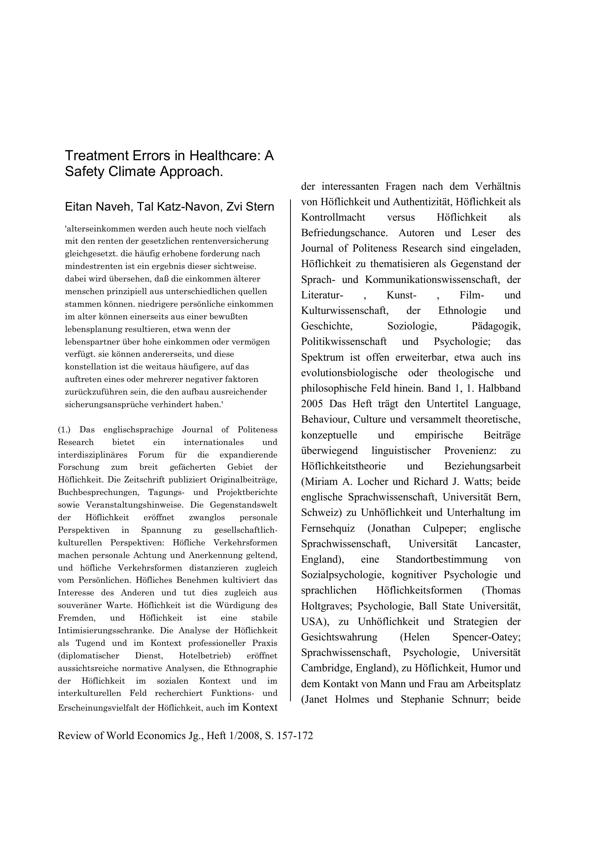 Treatment Errors in Healthcare: A
Safety Climate Approach.
Eitan Naveh, Tal Katz-Navon, Zvi Stern
'alterseinkommen werden auch heute noch vielfach
mit den renten der gesetzlichen rentenversicherung
gleichgesetzt. die häufig erhobene forderung nach
mindestrenten ist ein ergebnis dieser sichtweise.
dabei wird übersehen, daß die einkommen älterer
menschen prinzipiell aus unterschiedlichen quellen
stammen können. niedrigere persönliche einkommen
im alter können einerseits aus einer bewußten
lebensplanung resultieren, etwa wenn der
lebenspartner über hohe einkommen oder vermögen
verfügt. sie können andererseits, und diese
konstellation ist die weitaus häufigere, auf das
auftreten eines oder mehrerer negativer faktoren
zurückzuführen sein, die den aufbau ausreichender
sicherungsansprüche verhindert haben.'
(1.) Das englischsprachige Journal of Politeness
Research bietet ein internationales und
interdisziplinäres Forum für die expandierende
Forschung zum breit gefächerten Gebiet der
Höflichkeit. Die Zeitschrift publiziert Originalbeiträge,
Buchbesprechungen, Tagungs- und Projektberichte
sowie Veranstaltungshinweise. Die Gegenstandswelt
der Höflichkeit eröffnet zwanglos personale
Perspektiven in Spannung zu gesellschaftlich-
kulturellen Perspektiven: Höfliche Verkehrsformen
machen personale Achtung und Anerkennung geltend,
und höfliche Verkehrsformen distanzieren zugleich
vom Persönlichen. Höfliches Benehmen kultiviert das
Interesse des Anderen und tut dies zugleich aus
souveräner Warte. Höflichkeit ist die Würdigung des
Fremden, und Höflichkeit ist eine stabile
Intimisierungsschranke. Die Analyse der Höflichkeit
als Tugend und im Kontext professioneller Praxis
(diplomatischer Dienst, Hotelbetrieb) eröffnet
aussichtsreiche normative Analysen, die Ethnographie
der Höflichkeit im sozialen Kontext und im
interkulturellen Feld recherchiert Funktions- und
Erscheinungsvielfalt der Höflichkeit, auch im Kontext
der interessanten Fragen nach dem Verhältnis
von Höflichkeit und Authentizität, Höflichkeit als
Kontrollmacht versus Höflichkeit als
Befriedungschance. Autoren und Leser des
Journal of Politeness Research sind eingeladen,
Höflichkeit zu thematisieren als Gegenstand der
Sprach- und Kommunikationswissenschaft, der
Literatur- , Kunst- , Film- und
Kulturwissenschaft, der Ethnologie und
Geschichte, Soziologie, Pädagogik,
Politikwissenschaft und Psychologie; das
Spektrum ist offen erweiterbar, etwa auch ins
evolutionsbiologische oder theologische und
philosophische Feld hinein. Band 1, 1. Halbband
2005 Das Heft trägt den Untertitel Language,
Behaviour, Culture und versammelt theoretische,
konzeptuelle und empirische Beiträge
überwiegend linguistischer Provenienz: zu
Höflichkeitstheorie und Beziehungsarbeit
(Miriam A. Locher und Richard J. Watts; beide
englische Sprachwissenschaft, Universität Bern,
Schweiz) zu Unhöflichkeit und Unterhaltung im
Fernsehquiz (Jonathan Culpeper; englische
Sprachwissenschaft, Universität Lancaster,
England), eine Standortbestimmung von
Sozialpsychologie, kognitiver Psychologie und
sprachlichen Höflichkeitsformen (Thomas
Holtgraves; Psychologie, Ball State Universität,
USA), zu Unhöflichkeit und Strategien der
Gesichtswahrung (Helen Spencer-Oatey;
Sprachwissenschaft, Psychologie, Universität
Cambridge, England), zu Höflichkeit, Humor und
dem Kontakt von Mann und Frau am Arbeitsplatz
(Janet Holmes und Stephanie Schnurr; beide
Review of World Economics Jg., Heft 1/2008, S. 157-172